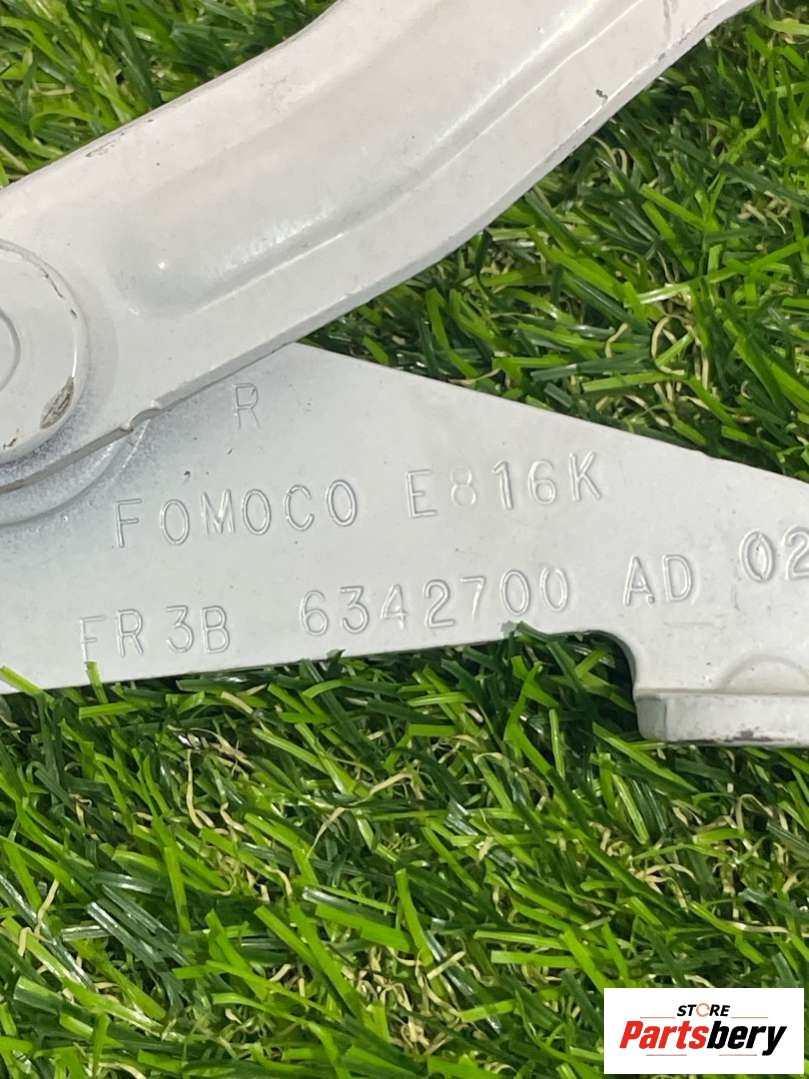 R
FOMOCO E816K
FR3B 6342700 AD 02
STORE
Partsbery